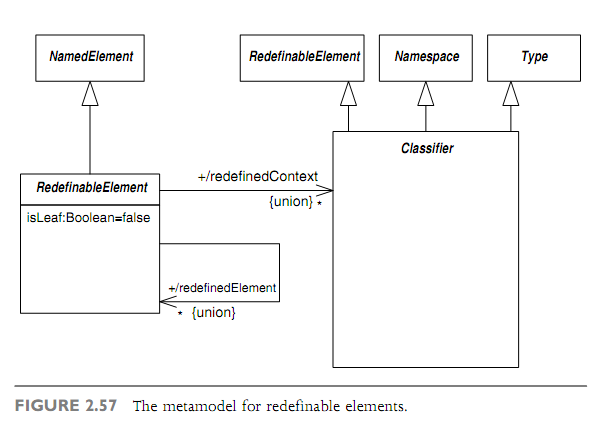 NamedElement
RedefinableElement
Namespace
Type
Classifier
RedefinableElement
+/redefinedContext
{union} *
isLeaf:Boolean=false
+/redefinedElement
* {union}
FIGURE 2.57 The metamodel for redefinable elements.